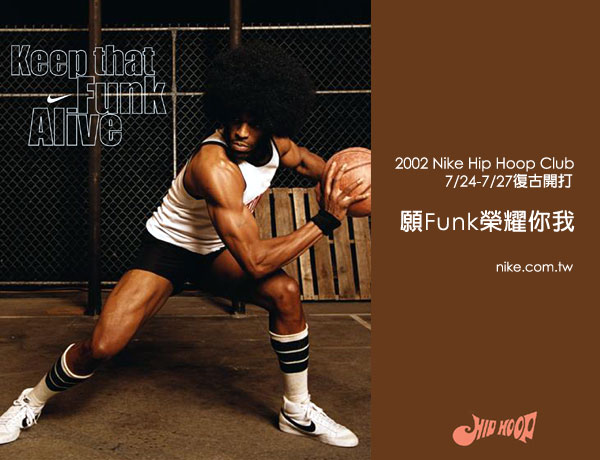 Keep that
Funk
Alive
2002 Nike Hip Hoop Club
7/24-7/27復古開打
願Funk榮耀你我
nike.com.tw
HIP HOOP